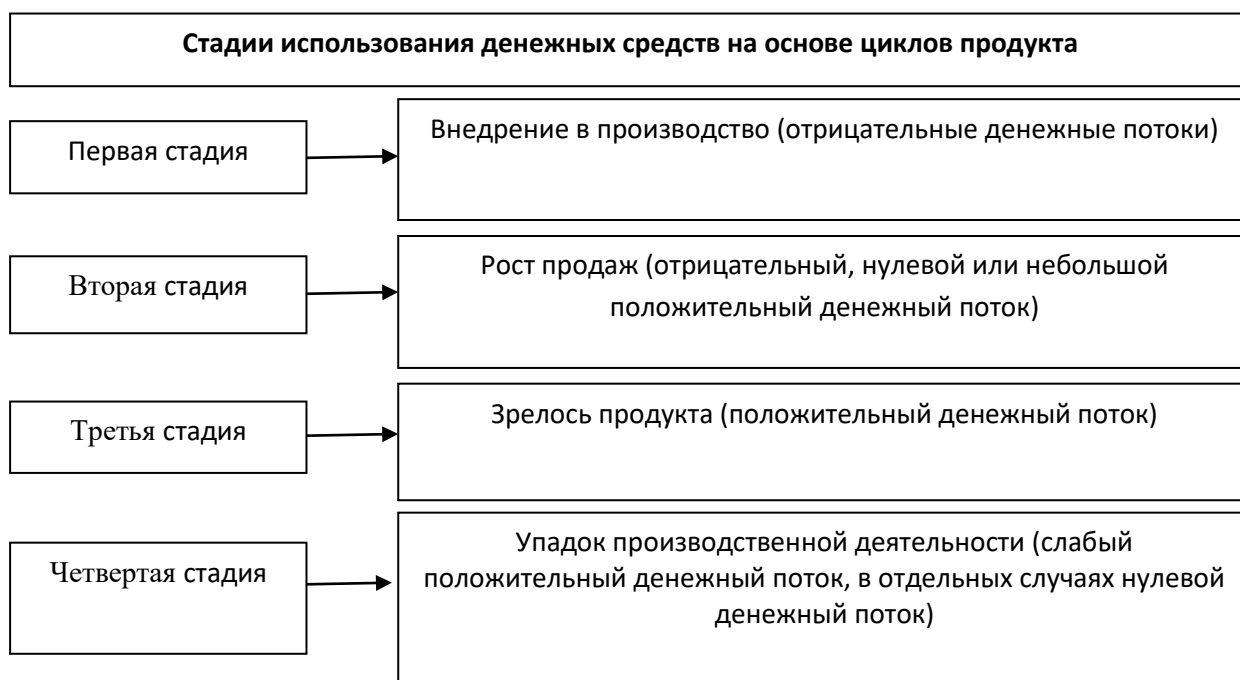 Стадии использования денежных средств на основе циклов продукта
Первая стадия
Внедрение в производство (отрицательные денежные потоки)
Вторая стадия
Рост продаж (отрицательный, нулевой или небольшой
положительный денежный поток)
Третья стадия
Зрелось продукта (положительный денежный поток)
Четвертая стадия
Упадок производственной деятельности (слабый
положительный денежный поток, в отдельных случаях нулевой
денежный поток)